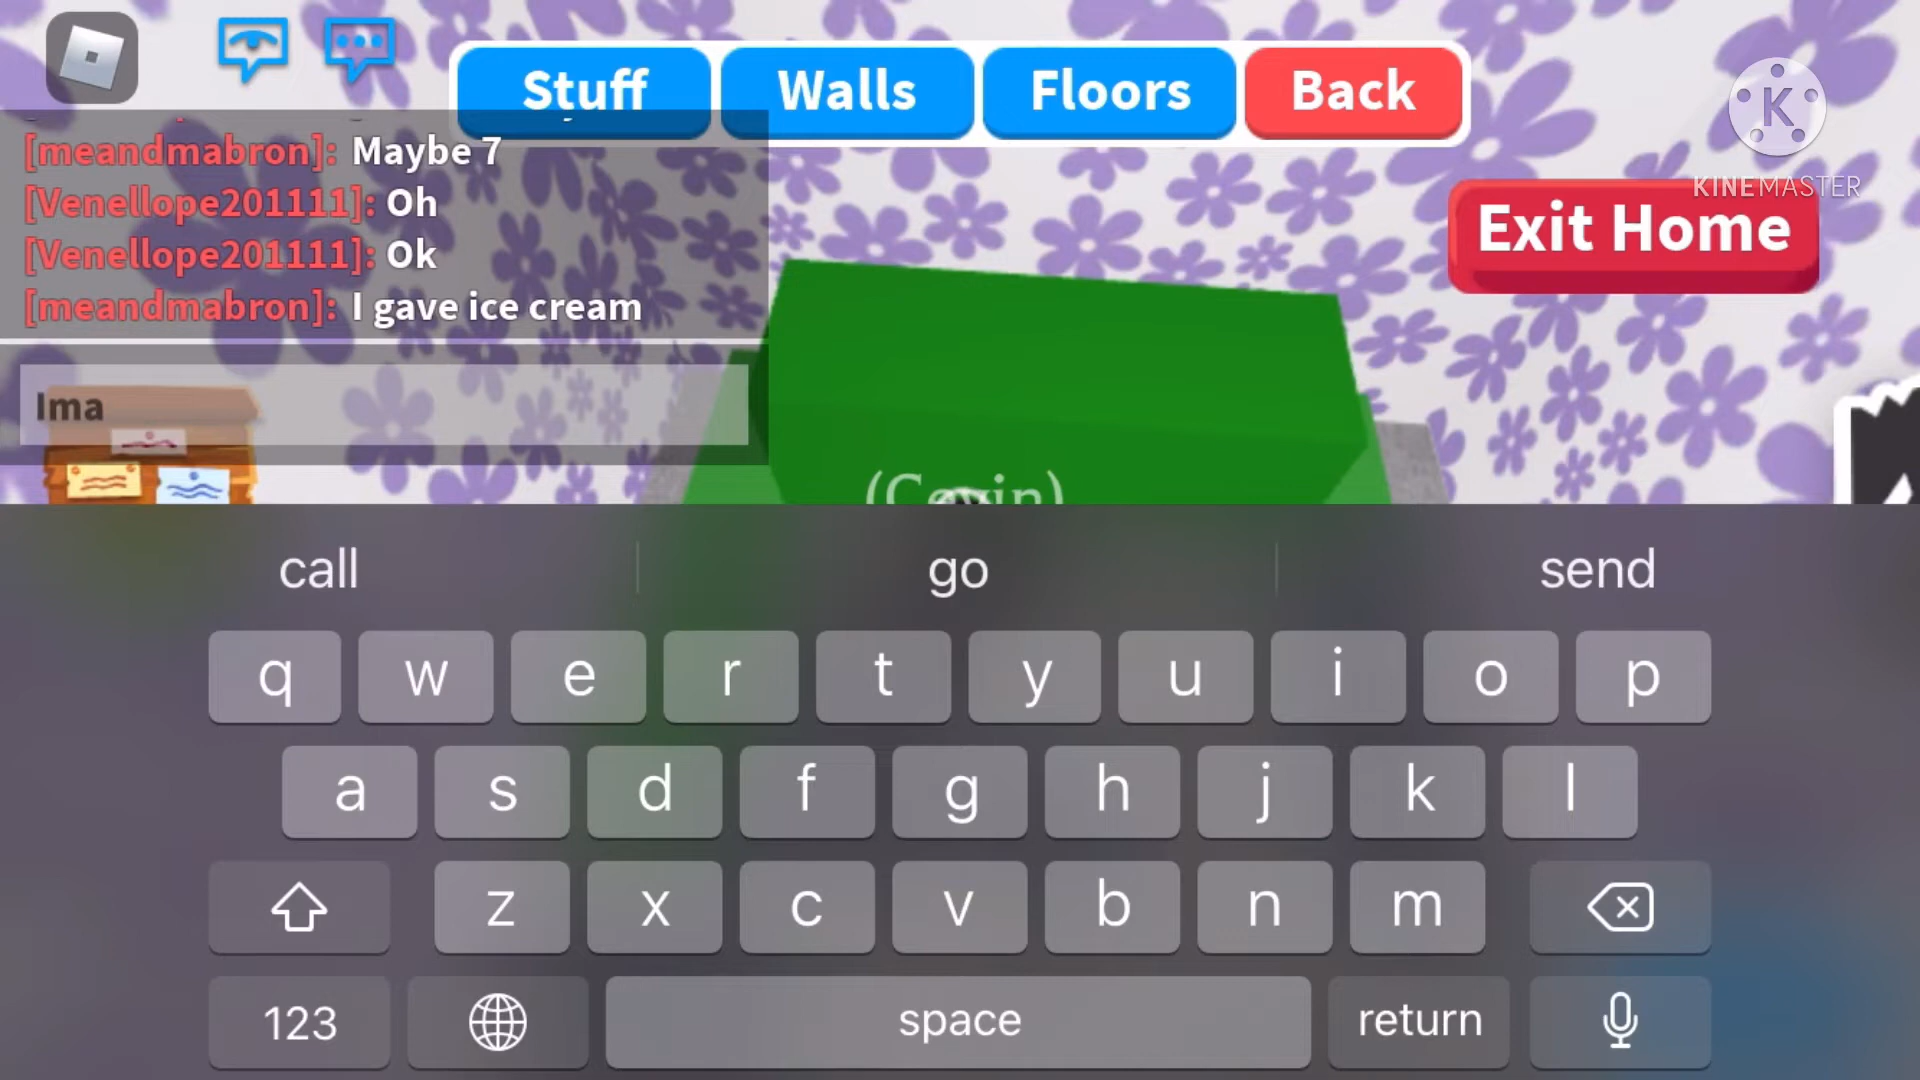 Stuff Walls Floors Back
K
KINEMASTER
[meandmabron]: Maybe 7
[Venellope201111]: Oh
[Venellope201111]: Ok
[meandmabron]: I gave ice cream
Exit Home
Ima
call go send
q w e r t y u i o p
a s d f g h j k l
z x c v b n m
123 space return